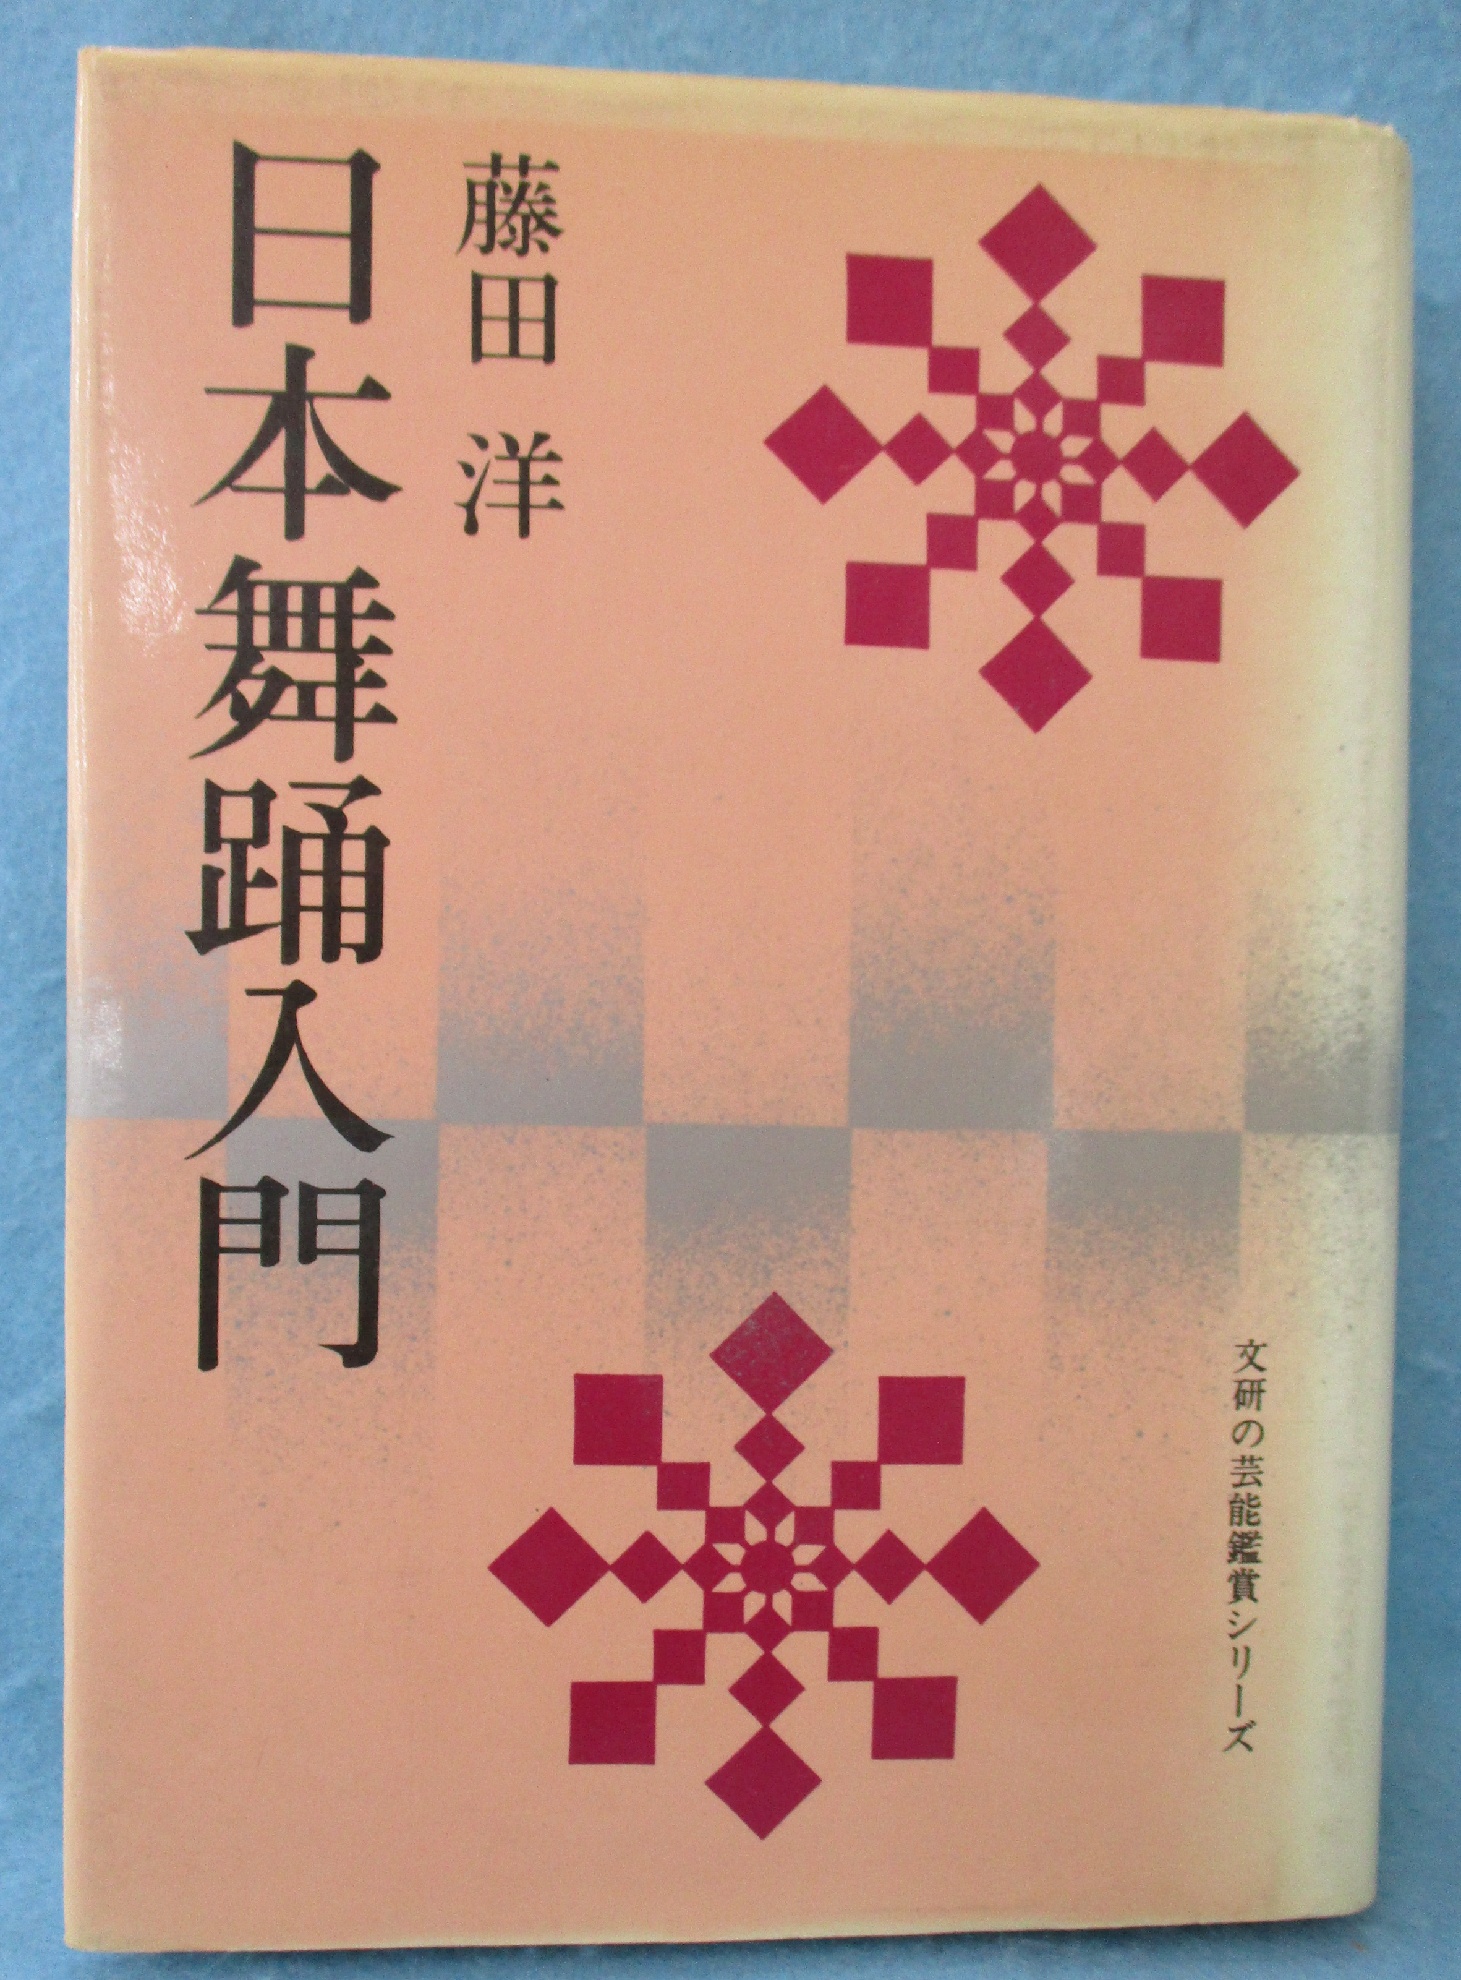 日本舞踊入門
藤田 洋
文研の芸能鑑賞シリーズ